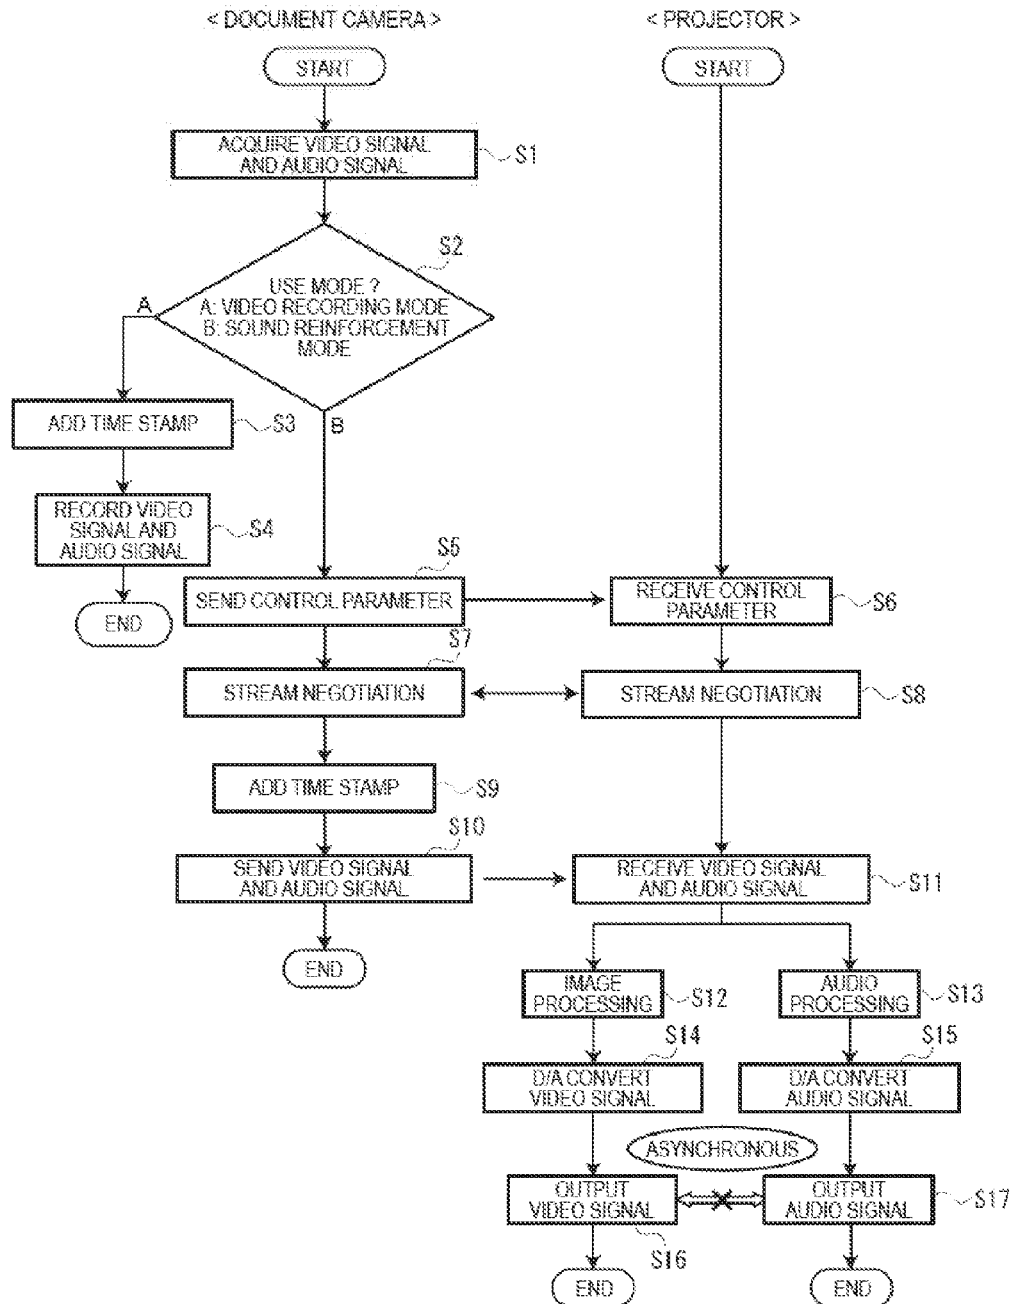 < DOCUMENT CAMERA >
< PROJECTOR >
START
START
ACQUIRE VIDEO SIGNAL
AND AUDIO SIGNAL
S1
S2
USE MODE ?
A: VIDEO RECORDING MODE
B: SOUND REINFORCEMENT
MODE
A
B
ADD TIME STAMP
S3
RECORD VIDEO
SIGNAL AND
AUDIO SIGNAL
S4
END
S5
SEND CONTROL PARAMETER
RECEIVE CONTROL
PARAMETER
S6
S7
STREAM NEGOTIATION
STREAM NEGOTIATION
S8
ADD TIME STAMP
S9
S10
SEND VIDEO SIGNAL
AND AUDIO SIGNAL
RECEIVE VIDEO SIGNAL
AND AUDIO SIGNAL
S11
END
IMAGE
PROCESSING
S12
AUDIO
PROCESSING
S13
S14
D/A CONVERT
VIDEO SIGNAL
S15
D/A CONVERT
AUDIO SIGNAL
ASYNCHRONOUS
OUTPUT
VIDEO SIGNAL
S16
OUTPUT
AUDIO SIGNAL
S17
END
END